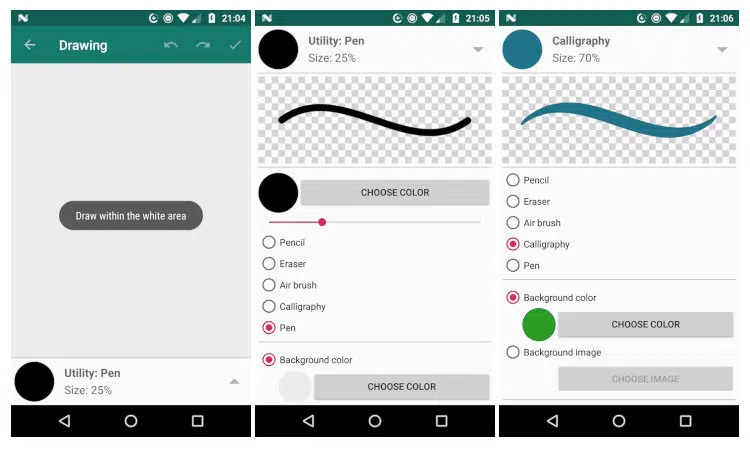 21:04
Drawing
Draw within the white area
Utility: Pen
Size: 25%
21:05
Utility: Pen
Size: 25%
CHOOSE COLOR
Pencil
Eraser
Air brush
Calligraphy
Pen
Background color
CHOOSE COLOR
21:06
Calligraphy
Size: 70%
Pencil
Eraser
Air brush
Calligraphy
Pen
Background color
CHOOSE COLOR
Background image
CHOOSE IMAGE